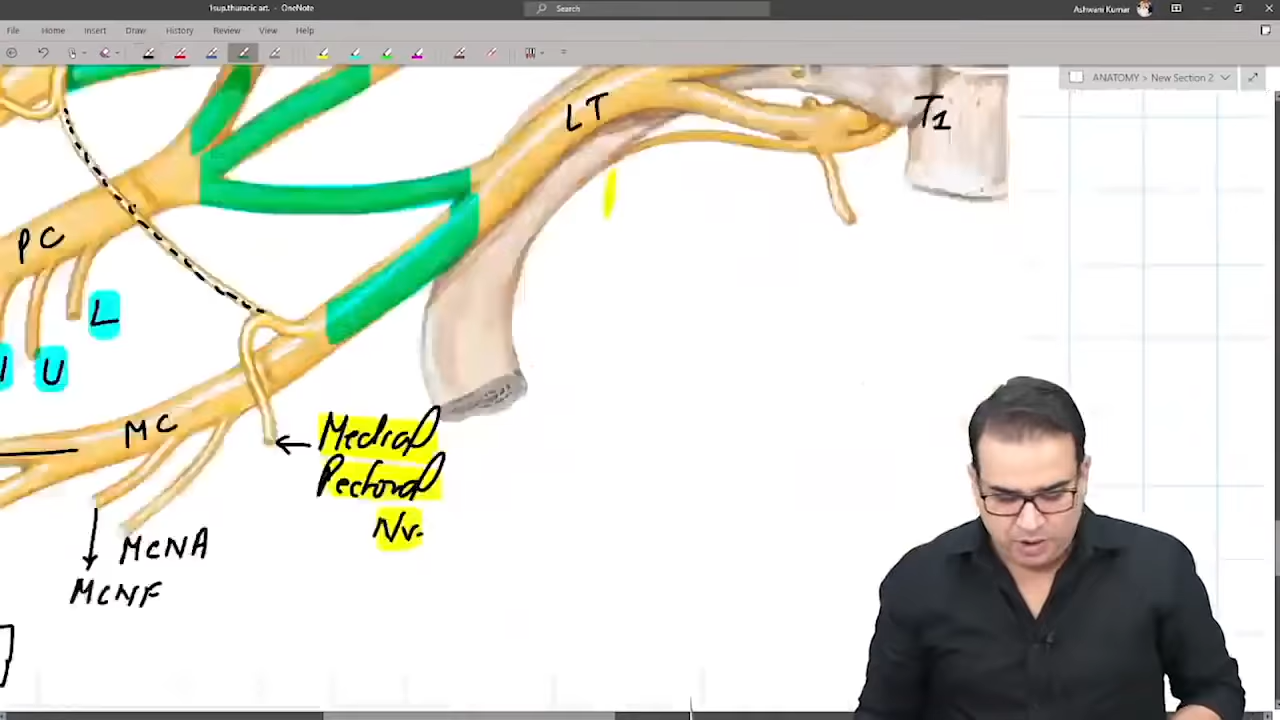 1sup.thoracic art. - OneNote
Search
Ashwani Kumar
File Home Insert Draw History Review View Help
ANATOMY > New Section 2
LT
T1
PC
L
U
MC
Medial
Pectoral
Nv.
MCNA
MCNF